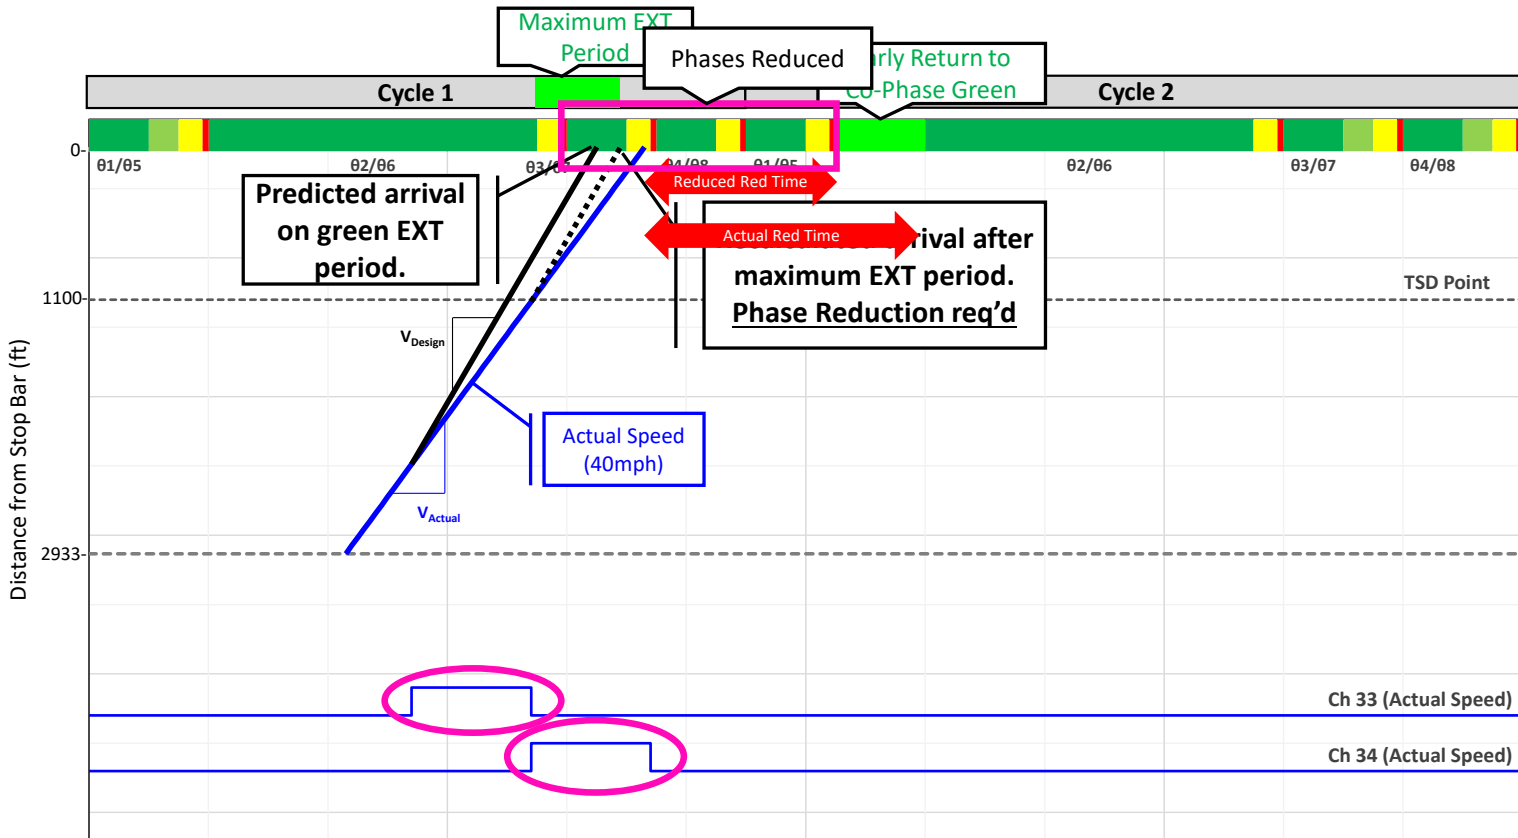 Maximum EXT
Period
Phases Reduced
arly Return to
Co-Phase Green
Cycle 1
Cycle 2
0
01/05
02/06
03/07
04/08
01/05
02/06
03/07
04/08
Reduced Red Time
Predicted arrival
on green EXT
period.
Actual Red Time
rival after
maximum EXT period.
Phase Reduction req'd
1100
TSD Point
VDesign
Distance from Stop Bar (ft)
Actual Speed
(40mph)
VActual
2933
Ch 33 (Actual Speed)
Ch 34 (Actual Speed)